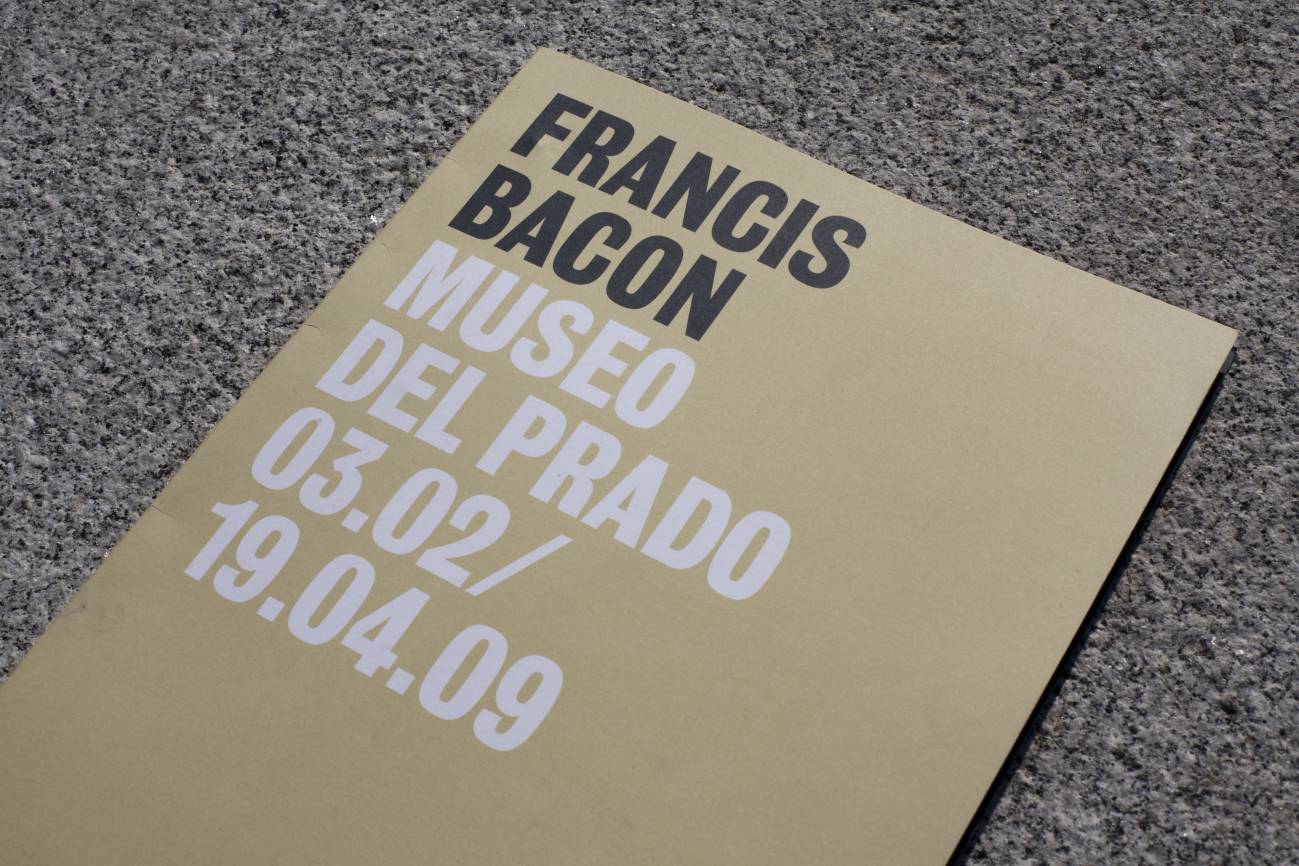 FRANCIS
BACON
MUSEO
DEL PRADO
03.02/
19.04.09